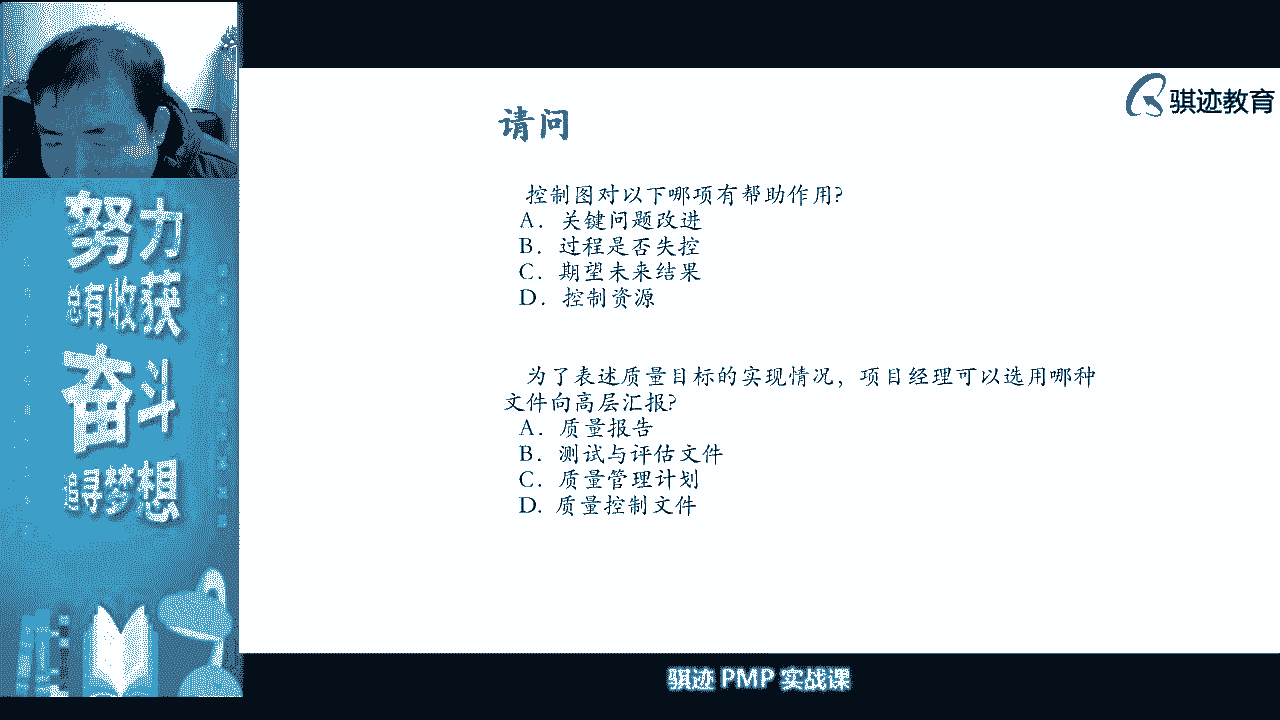 骐迹教育
请问
控制图对以下哪项有帮助作用?
A. 关键问题改进
B. 过程是否失控
C. 期望未来结果
D. 控制资源
为了表述质量目标的实现情况，项目经理可以选用哪种
文件向高层汇报?
A. 质量报告
B. 测试与评估文件
C. 质量管理计划
D. 质量控制文件
努力
总有收获
奋斗
追寻梦想
骐迹 PMP 实战课